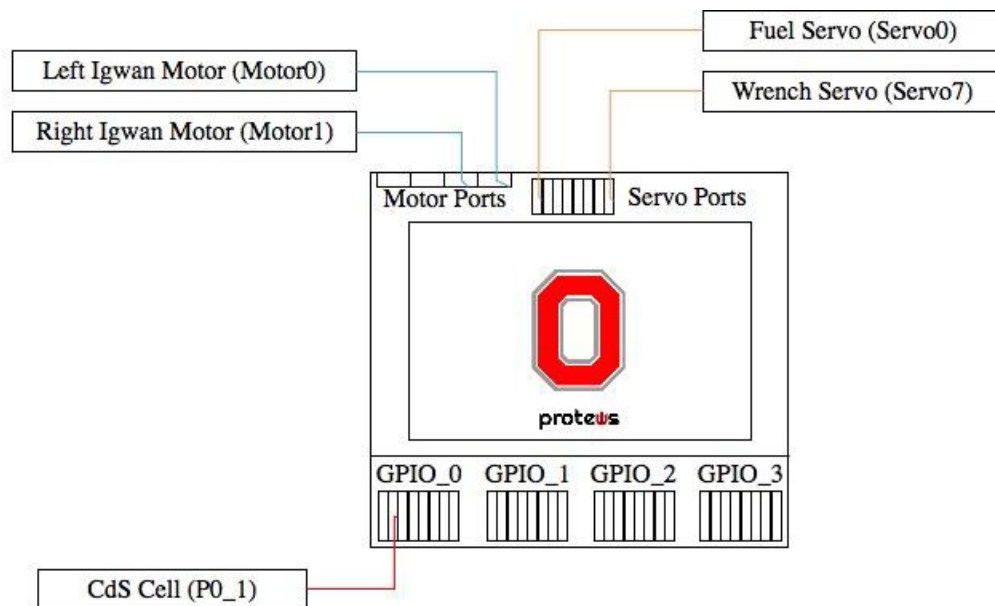 Fuel Servo (Servo0)
Left Igwan Motor (Motor0)
Wrench Servo (Servo7)
Right Igwan Motor (Motor1)
Motor Ports
Servo Ports
O
proteus
GPIO_0
GPIO_1
GPIO_2
GPIO_3
CdS Cell (P0_1)